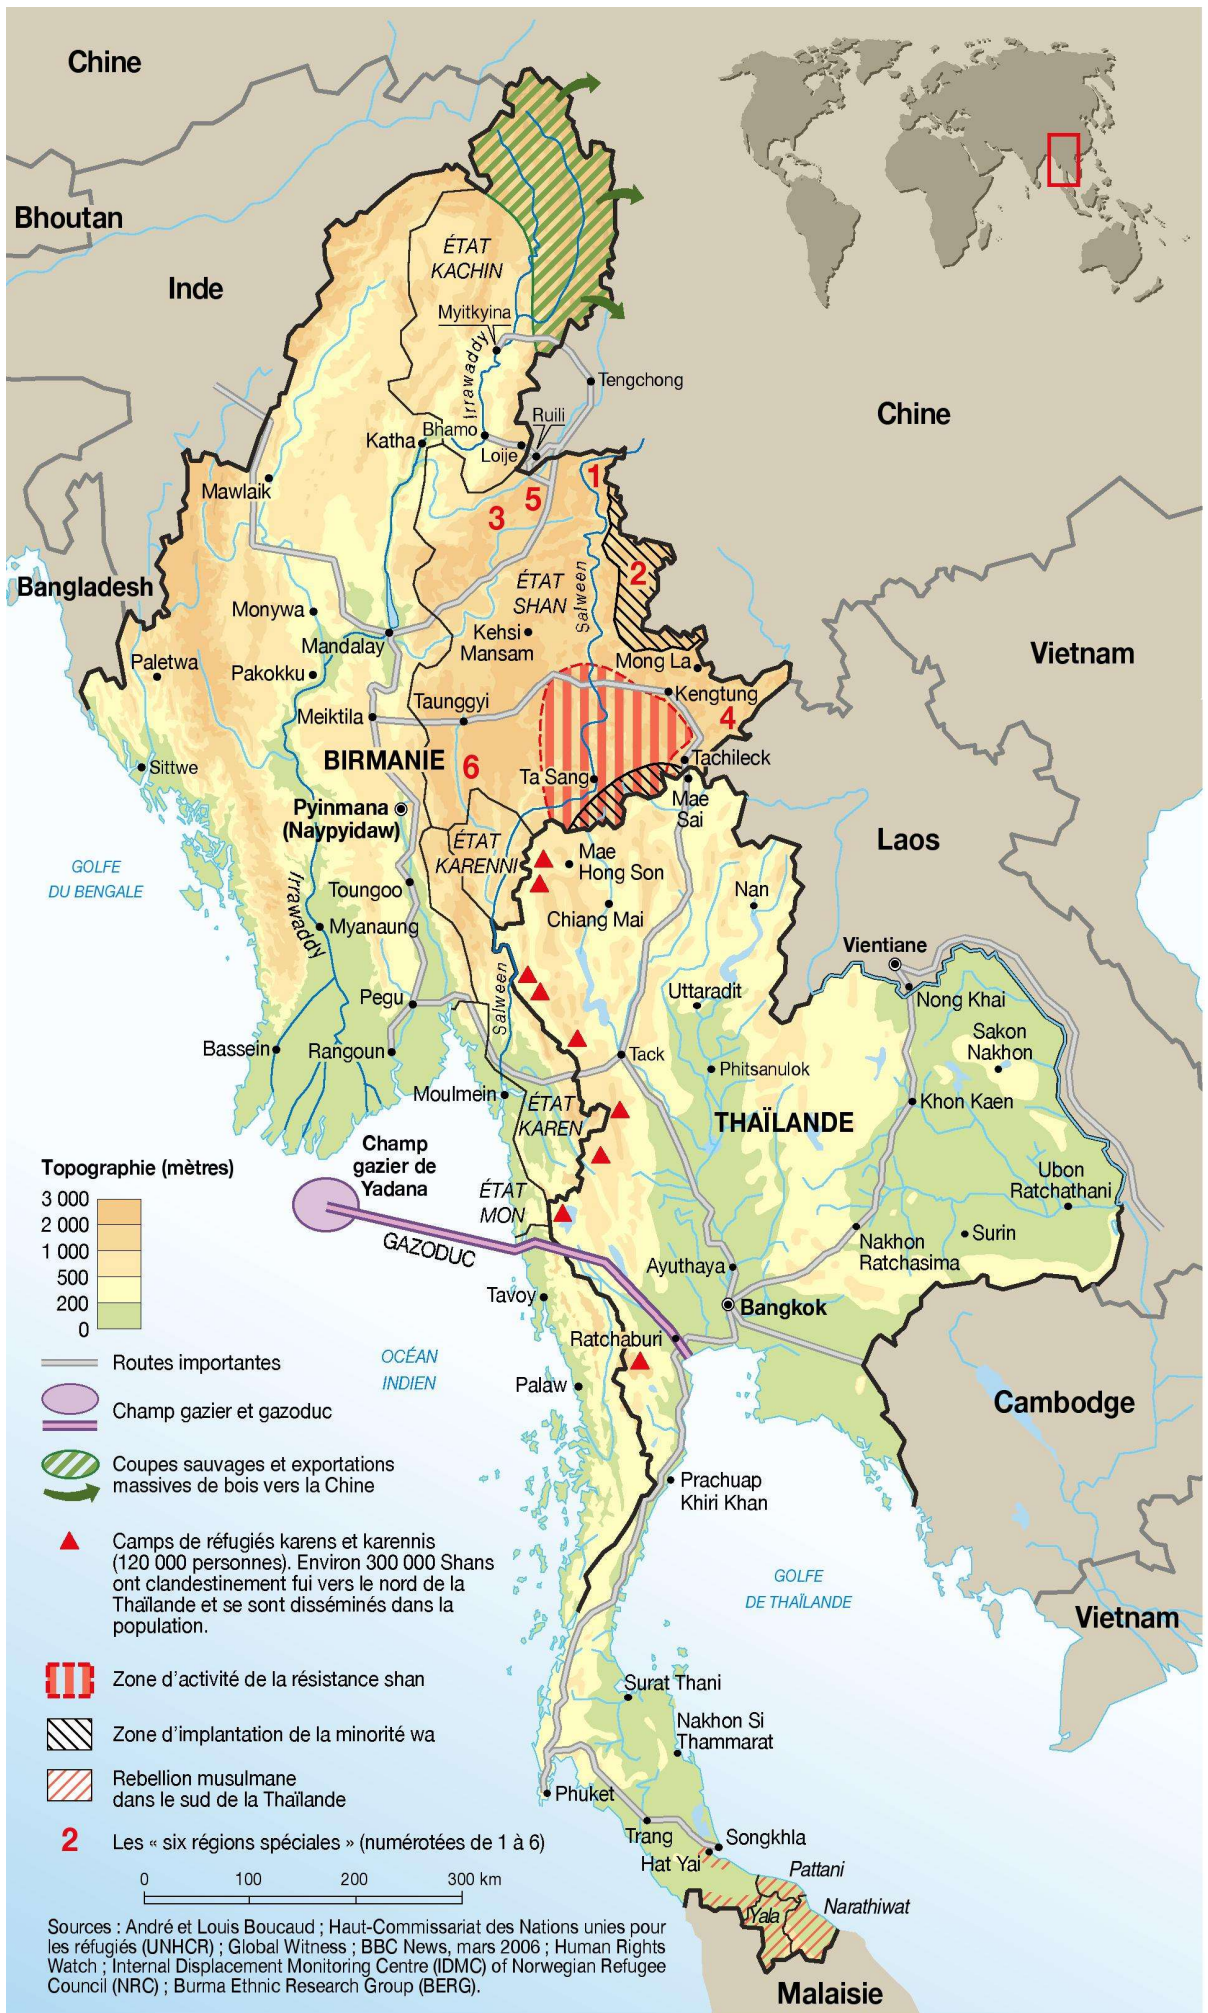 Chine
Bhoutan
Inde
ÉTAT
KACHIN
Myitkyina
Irrawaddy
Tengchong
Chine
Ruili
Bhamo
Katha
Loije
Mawlaik
1
5
3
2
Bangladesh
ÉTAT
SHAN
Salween
Monywa
Mandalay
Kehsi
Mansam
Vietnam
Paletwa
Pakokku
Mong La
Kengtung
Taunggyi
Meiktila
4
BIRMANIE
6
Sittwe
Ta Sang
Tachileck
Mae
Sai
Pyinmana
(Naypyidaw)
ÉTAT
KARENNI
Laos
GOLFE
DU BENGALE
Mae
Hong Son
Toungoo
Nan
Chiang Mai
Irrawaddy
Myanaung
Vientiane
Salween
Pegu
Uttaradit
Nong Khai
Sakon
Nakhon
Bassein
Rangoun
Tack
Phitsanulok
Moulmein
ÉTAT
KAREN
Khon Kaen
THAÏLANDE
Champ
gazier de
Yadana
Topographie (mètres)
3 000
2 000
1 000
500
200
0
ÉTAT
MON
Ubon
Ratchathani
GAZODUC
Nakhon
Ratchasima
Surin
Ayuthaya
Tavoy
Bangkok
Ratchaburi
Routes importantes
OCÉAN
INDIEN
Palaw
Champ gazier et gazoduc
Cambodge
Coupes sauvages et exportations
massives de bois vers la Chine
Prachuap
Khiri Khan
Camps de réfugiés karens et karennis
(120 000 personnes). Environ 300 000 Shans
ont clandestinement fui vers le nord de la
Thaïlande et se sont disséminés dans la
population.
GOLFE
DE THAÏLANDE
Vietnam
Zone d'activité de la résistance shan
Surat Thani
Zone d'implantation de la minorité wa
Nakhon Si
Thammarat
Rebellion musulmane
dans le sud de la Thaïlande
Phuket
2
Les « six régions spéciales » (numérotées de 1 à 6)
Trang
Songkhla
Hat Yai
Pattani
0 100 200 300 km
Narathiwat
Yala
Sources : André et Louis Boucaud ; Haut-Commissariat des Nations unies pour
les réfugiés (UNHCR) ; Global Witness ; BBC News, mars 2006 ; Human Rights
Watch ; Internal Displacement Monitoring Centre (IDMC) of Norwegian Refugee
Council (NRC) ; Burma Ethnic Research Group (BERG).
Malaisie